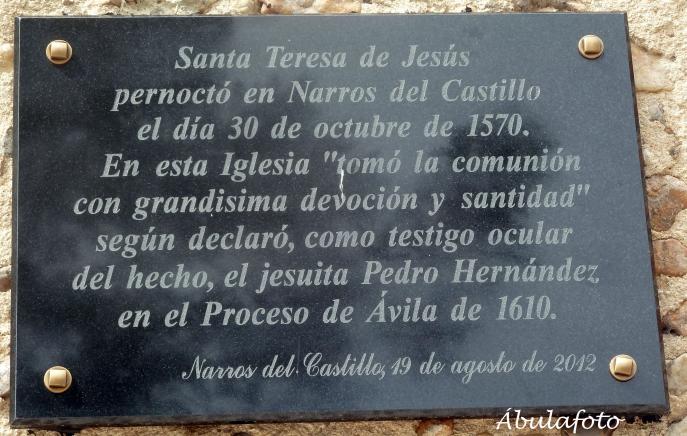 Santa Teresa de Jesús
pernoctó en Narros del Castillo
el día 30 de octubre de 1570.
En esta Iglesia "tomó la comunión
con grandisima devoción y santidad"
según declaró, como testigo ocular
del hecho, el jesuita Pedro Hernández
en el Proceso de Ávila de 1610.
Narros del Castillo, 19 de agosto de 2012
Ábulafoto